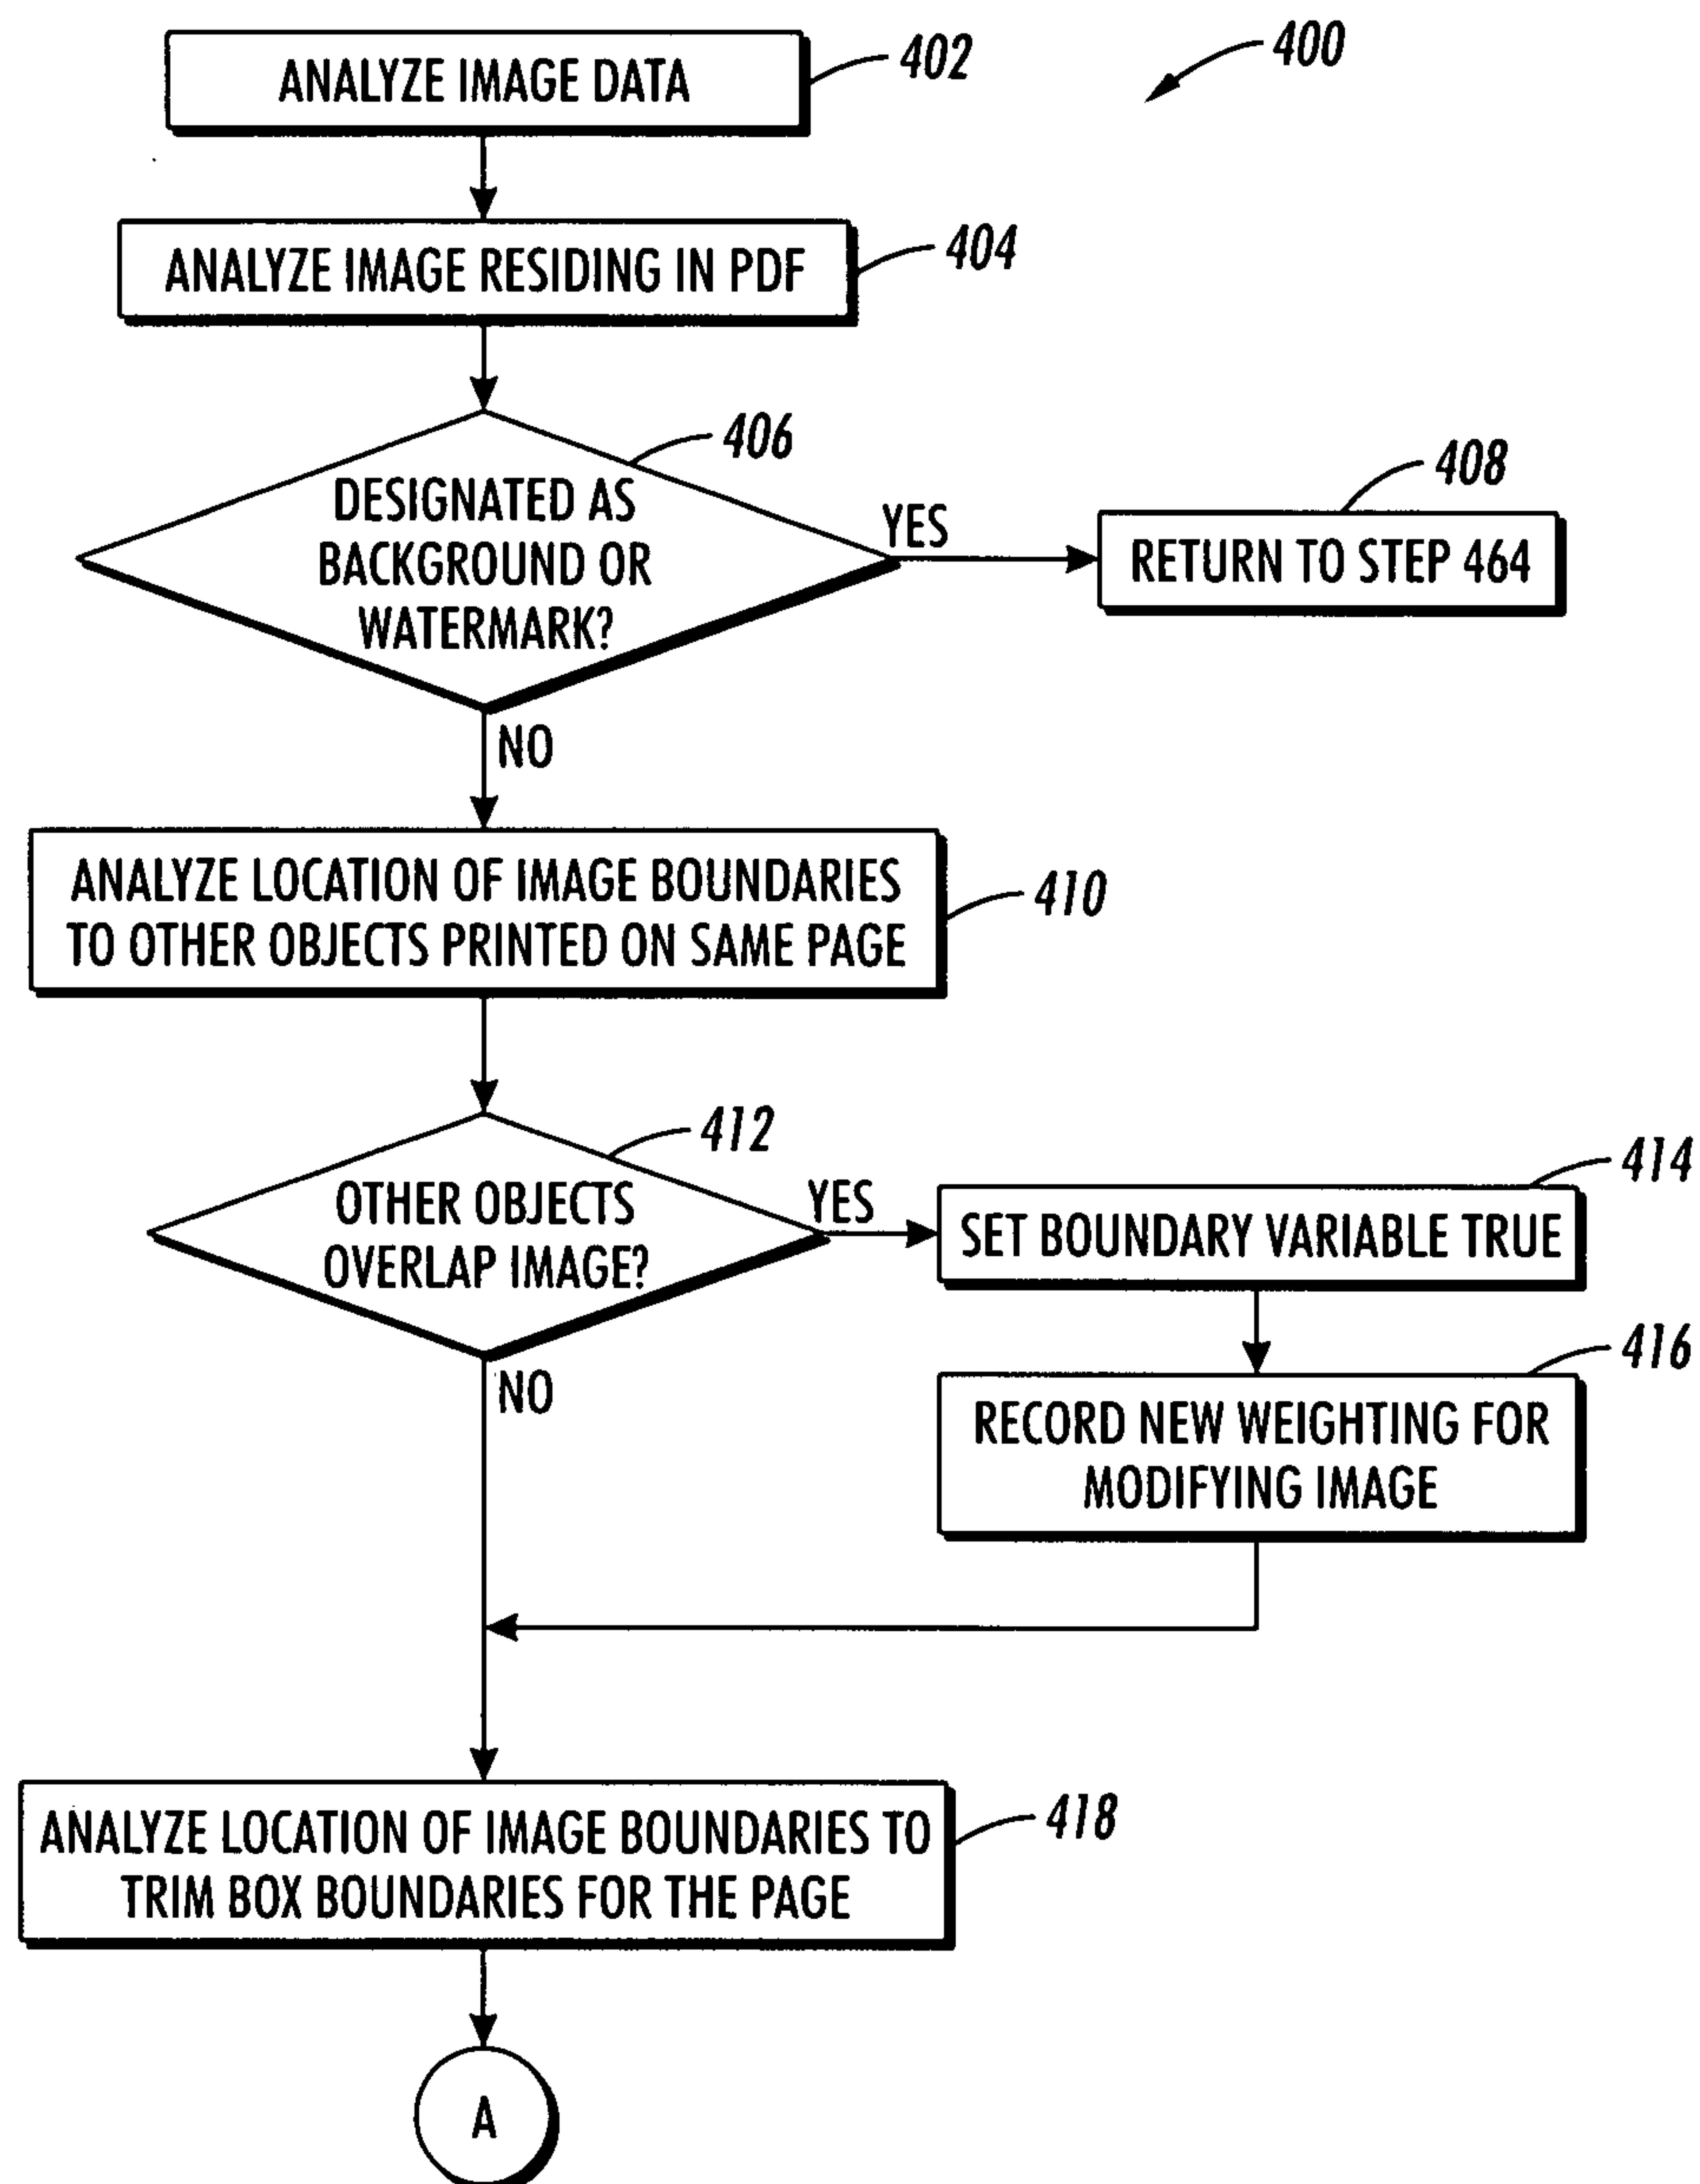 400
ANALYZE IMAGE DATA
402
ANALYZE IMAGE RESIDING IN PDF
404
DESIGNATED AS
BACKGROUND OR
WATERMARK?
406
YES
RETURN TO STEP 464
408
NO
ANALYZE LOCATION OF IMAGE BOUNDARIES
TO OTHER OBJECTS PRINTED ON SAME PAGE
410
OTHER OBJECTS
OVERLAP IMAGE?
412
YES
SET BOUNDARY VARIABLE TRUE
414
RECORD NEW WEIGHTING FOR
MODIFYING IMAGE
416
NO
ANALYZE LOCATION OF IMAGE BOUNDARIES TO
TRIM BOX BOUNDARIES FOR THE PAGE
418
A